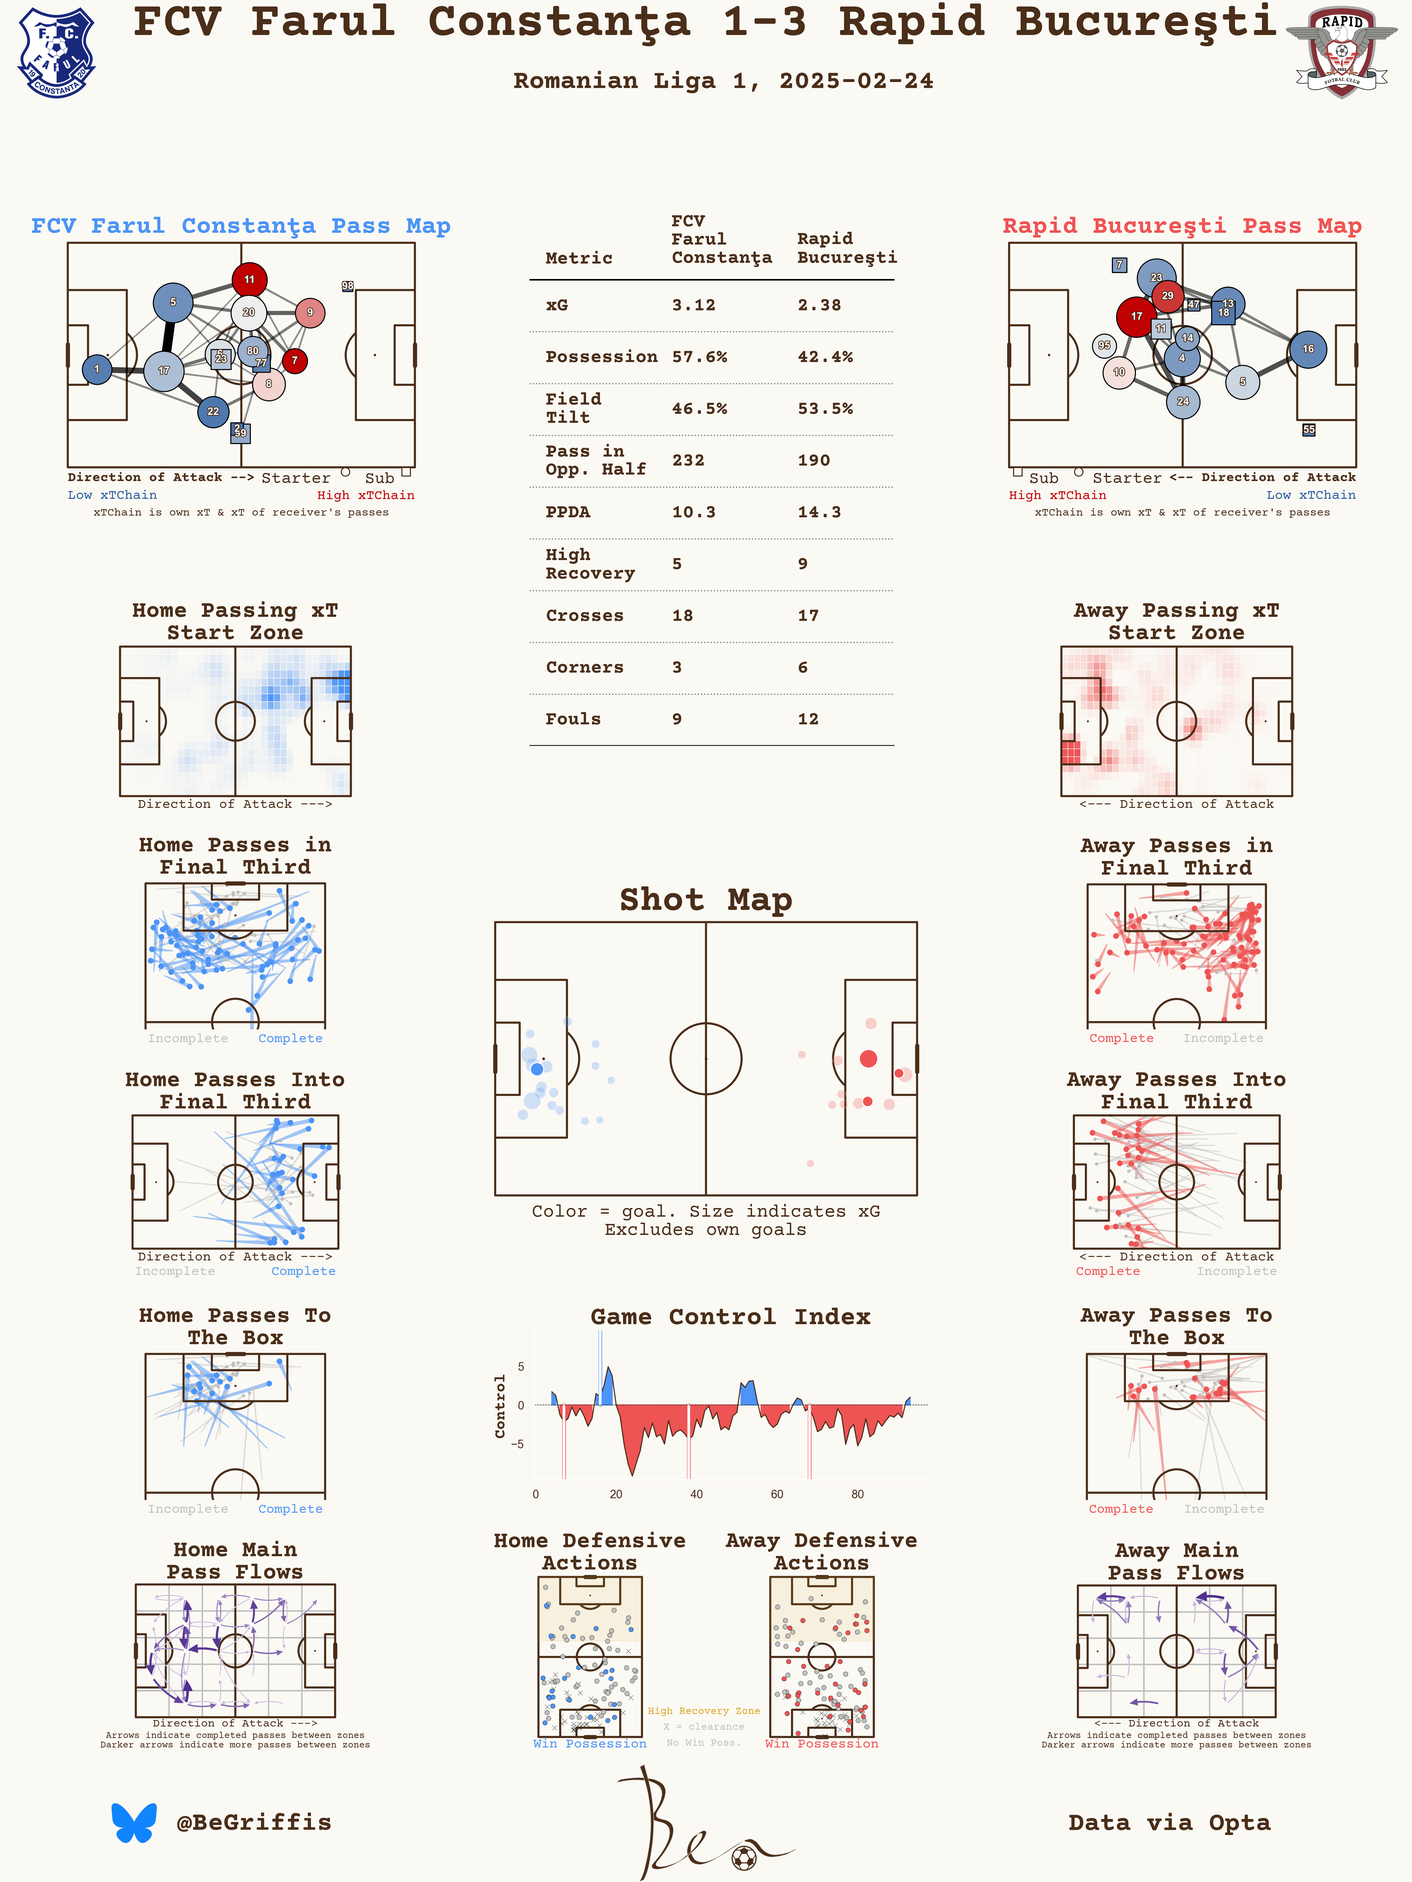 FCV Farul Constanţa 1-3 Rapid Bucureşti
Romanian Liga 1, 2025-02-24
F. C.
FARUL
19 20
CONSTANTA
RAPID
1923
FOTBAL CLUB
FCV Farul Constanţa Pass Map
11
98
5
20
9
80
23
77
7
1
17
8
22
2
59
Direction of Attack --> Starter Sub
Low xTChain High xTChain
xTChain is own xT & xT of receiver's passes
Metric FCV Farul Constanţa Rapid Bucureşti
xG 3.12 2.38
Possession 57.6% 42.4%
Field Tilt 46.5% 53.5%
Pass in Opp. Half 232 190
PPDA 10.3 14.3
High Recovery 5 9
Crosses 18 17
Corners 3 6
Fouls 9 12
Rapid Bucureşti Pass Map
7
23
29
47
13
18
17
11
14
95
4
16
10
5
24
55
Sub Starter <-- Direction of Attack
High xTChain Low xTChain
xTChain is own xT & xT of receiver's passes
Home Passing xT
Start Zone
Direction of Attack --->
Away Passing xT
Start Zone
<--- Direction of Attack
Home Passes in
Final Third
Incomplete Complete
Away Passes in
Final Third
Complete Incomplete
Shot Map
Color = goal. Size indicates xG
Excludes own goals
Home Passes Into
Final Third
Direction of Attack --->
Incomplete Complete
Away Passes Into
Final Third
<--- Direction of Attack
Complete Incomplete
Home Passes To
The Box
Incomplete Complete
Game Control Index
Control
5
0
−5
0 20 40 60 80
Away Passes To
The Box
Complete Incomplete
Home Main
Pass Flows
Direction of Attack --->
Arrows indicate completed passes between zones
Darker arrows indicate more passes between zones
Home Defensive
Actions
Win Possession
High Recovery Zone
X = clearance
No Win Poss.
Away Defensive
Actions
Win Possession
Away Main
Pass Flows
<--- Direction of Attack
Arrows indicate completed passes between zones
Darker arrows indicate more passes between zones
@BeGriffis
Ben
Data via Opta